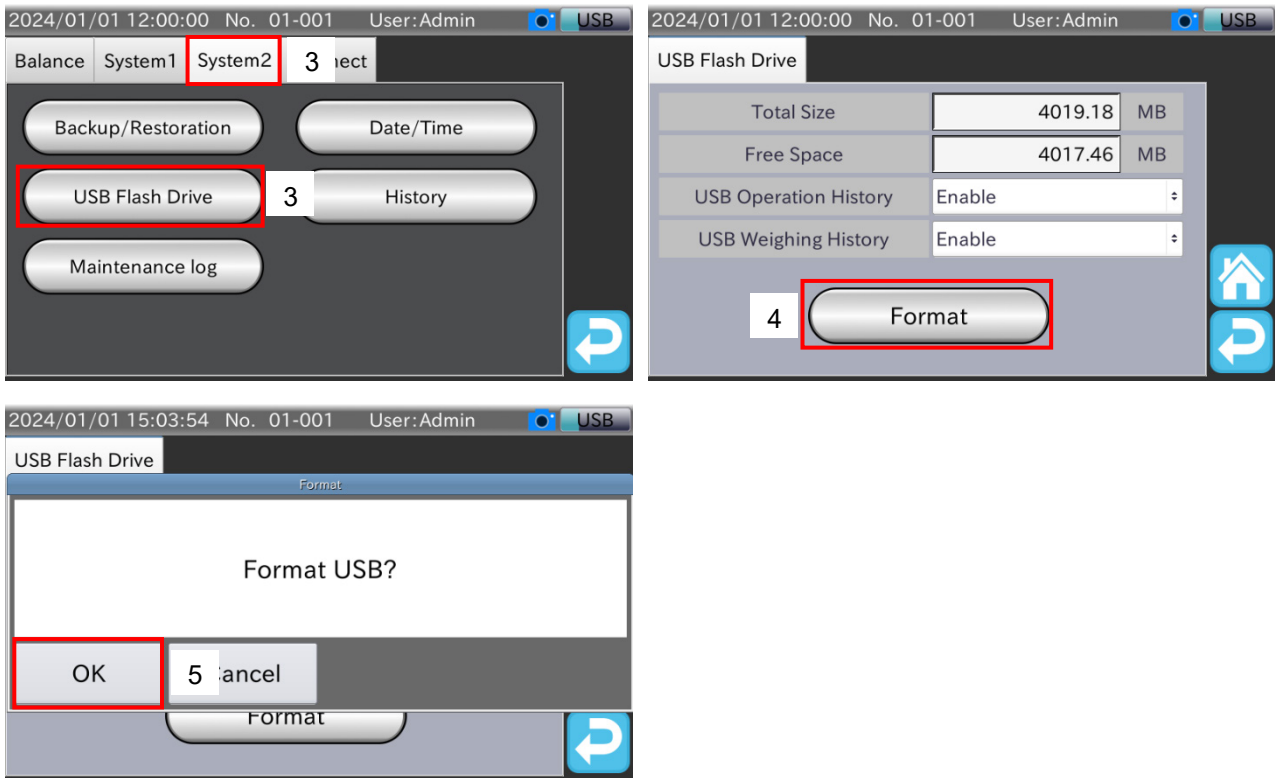 2024/01/01 12:00:00 No. 01-001 User:Admin USB
Balance System1 System2 3 nect
Backup/Restoration Date/Time
USB Flash Drive 3 History
Maintenance log
2024/01/01 12:00:00 No. 01-001 User:Admin USB
USB Flash Drive
Total Size 4019.18 MB
Free Space 4017.46 MB
USB Operation History Enable
USB Weighing History Enable
4 Format
2024/01/01 15:03:54 No. 01-001 User:Admin USB
USB Flash Drive
Format
Format USB?
OK 5 ancel
Format